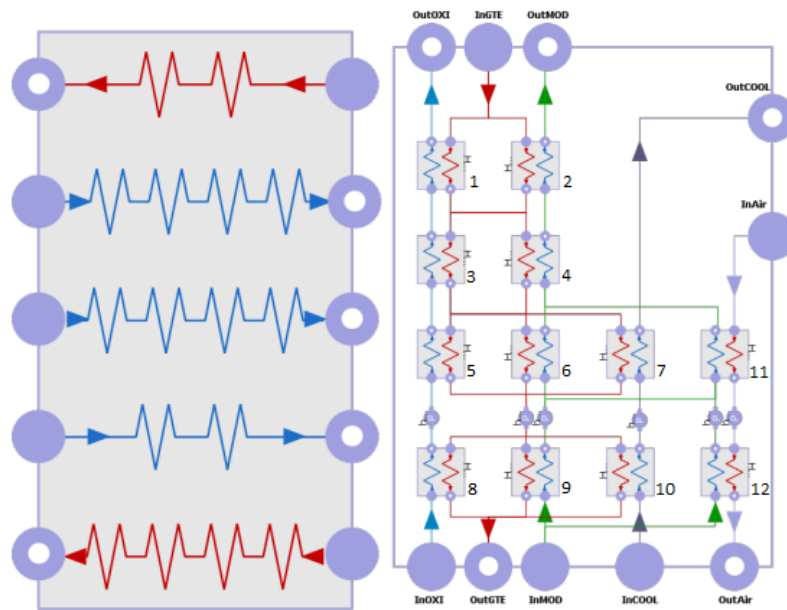 OutOXI InGTE OutMOD
OutCOOL
1 2
InAir
3 4
5 6 7 11
8 9 10 12
InOXI OutGTE InMOD InCOOL OutAir